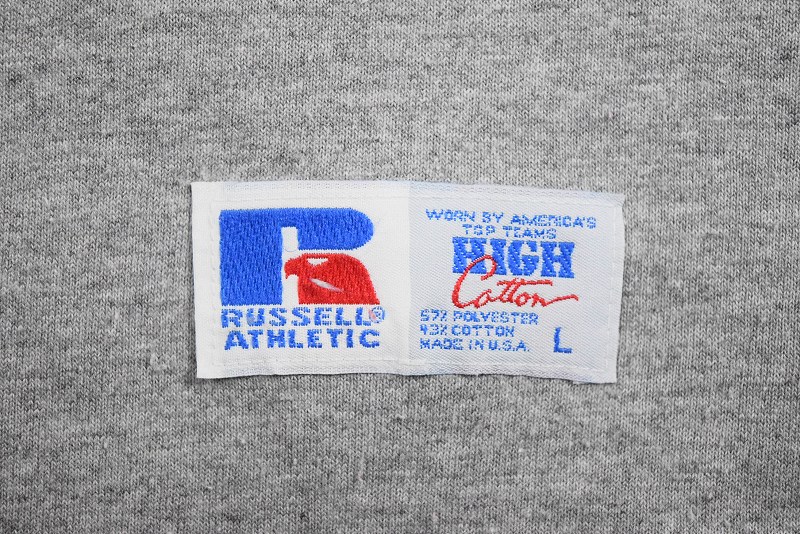 R
RUSSELL®
ATHLETIC
WORN BY AMERICA'S
TOP TEAMS
HIGH
Cotton
57% POLYESTER
43% COTTON
MADE IN U.S.A.
L